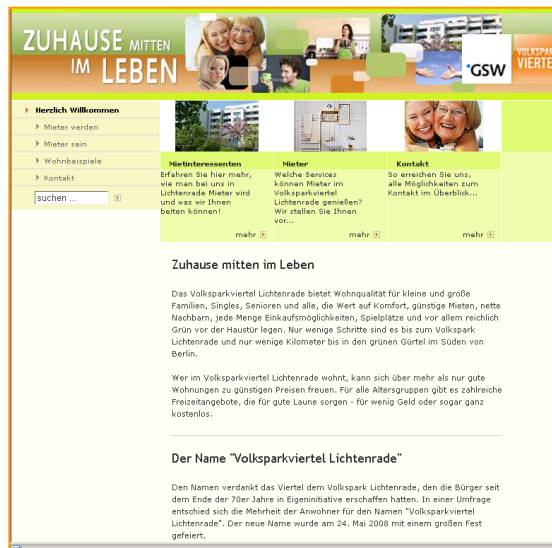 ZUHAUSE MITTEN
IM LEBEN
GSW
VOLKSPAR
VIERTE
Herzlich Willkommen
Mieter werden
Mieter sein
Wohnbeispiele
Kontakt
suchen ...
Mietinteressenten
Erfahren Sie hier mehr,
wie man bei uns in
Lichtenrade Mieter wird
und was wir Ihnen
beiten können!
mehr
Mieter
Welche Services
können Mieter im
Volksparkviertel
Lichtenrade genießen?
Wir stellen Sie Ihnen
vor...
mehr
Kontakt
So erreichen Sie uns,
alle Möglichkeiten zum
Kontakt im Überblick...
mehr
Zuhause mitten im Leben
Das Volksparkviertel Lichtenrade bietet Wohnqualität für kleine und große
Familien, Singles, Senioren und alle, die Wert auf Komfort, günstige Mieten, nette
Nachbarn, jede Menge Einkaufsmöglichkeiten, Spielplätze und vor allem reichlich
Grün vor der Haustür legen. Nur wenige Schritte sind es bis zum Volkspark
Lichtenrade und nur wenige Kilometer bis in den grünen Gürtel im Süden von
Berlin.
Wer im Volksparkviertel Lichtenrade wohnt, kann sich über mehr als nur gute
Wohnungen zu günstigen Preisen freuen. Für alle Altersgruppen gibt es zahlreiche
Freizeitangebote, die für gute Laune sorgen - für wenig Geld oder sogar ganz
kostenlos.
Der Name "Volksparkviertel Lichtenrade"
Den Namen verdankt das Viertel dem Volkspark Lichtenrade, den die Bürger seit
dem Ende der 70er Jahre in Eigeninitiative erschaffen hatten. In einer Umfrage
entschied sich die Mehrheit der Anwohner für den Namen "Volksparkviertel
Lichtenrade". Der neue Name wurde am 24. Mai 2008 mit einem großen Fest
gefeiert.